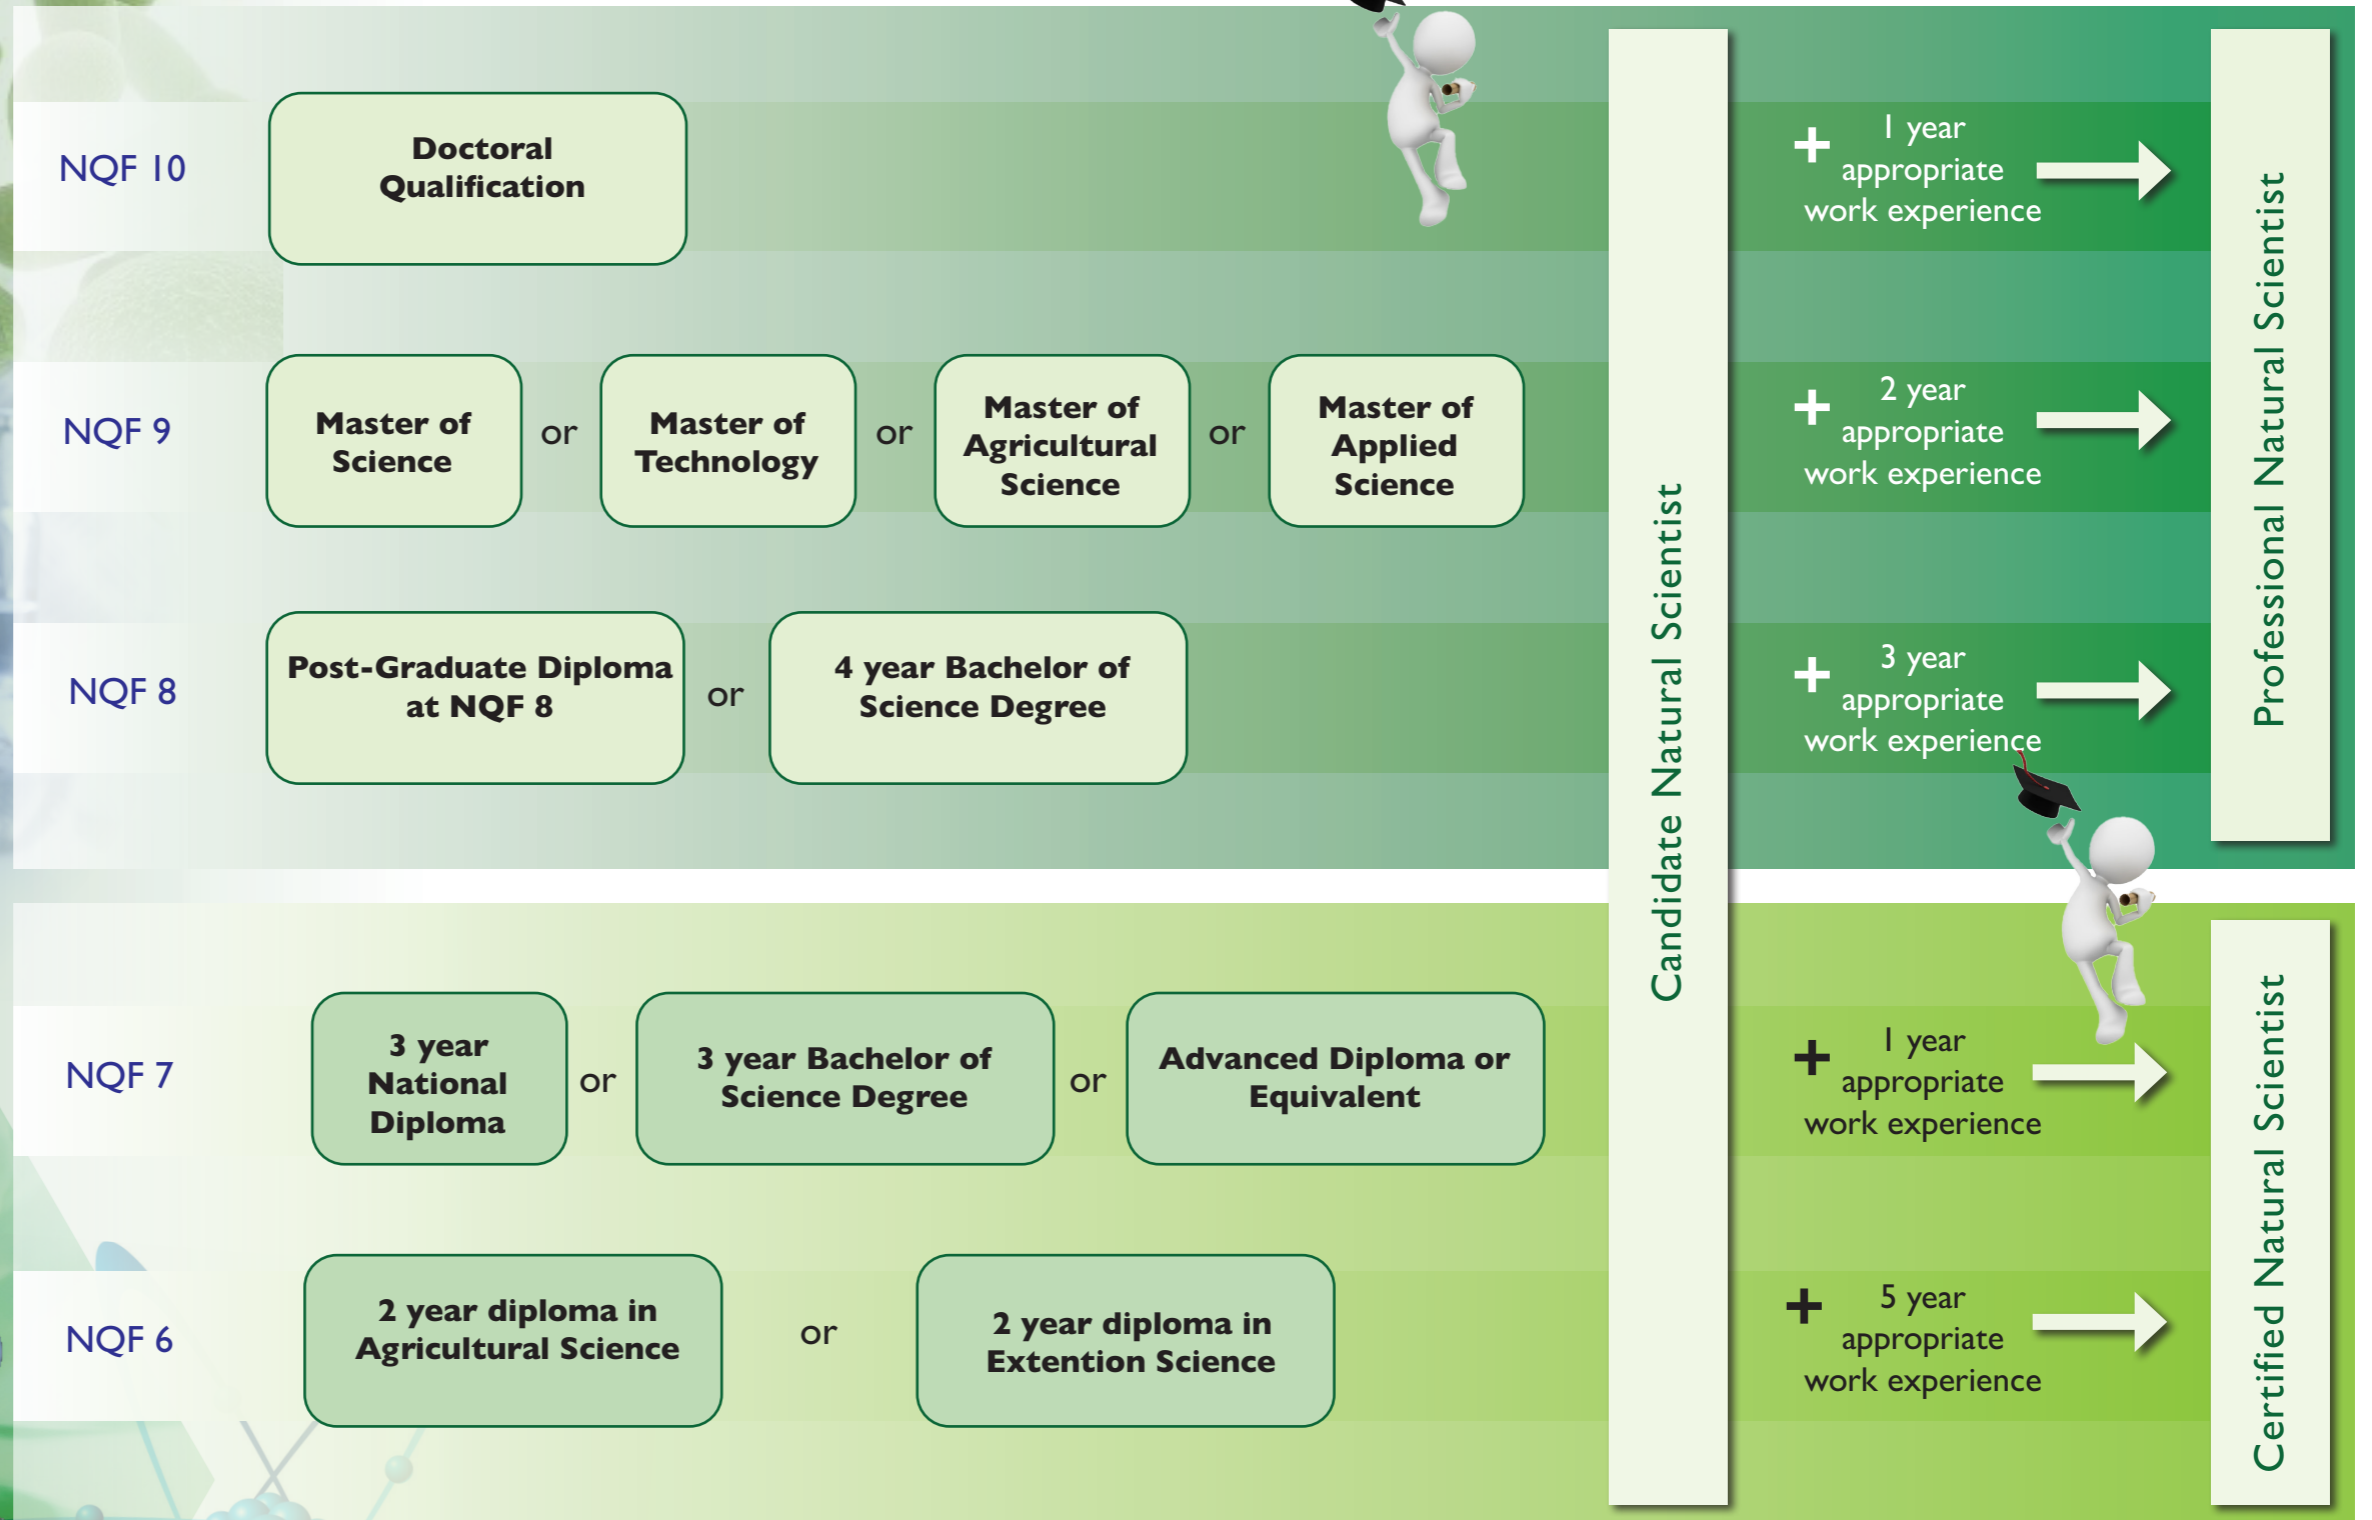 NQF 10
Doctoral
Qualification
+
1 year
appropriate
work experience
NQF 9
Master of
Science
or
Master of
Technology
or
Master of
Agricultural
Science
or
Master of
Applied
Science
+
2 year
appropriate
work experience
NQF 8
Post-Graduate Diploma
at NQF 8
or
4 year Bachelor of
Science Degree
+
3 year
appropriate
work experience
Candidate Natural Scientist
Professional Natural Scientist
NQF 7
3 year
National
Diploma
or
3 year Bachelor of
Science Degree
or
Advanced Diploma or
Equivalent
+
1 year
appropriate
work experience
NQF 6
2 year diploma in
Agricultural Science
or
2 year diploma in
Extention Science
+
5 year
appropriate
work experience
Certified Natural Scientist